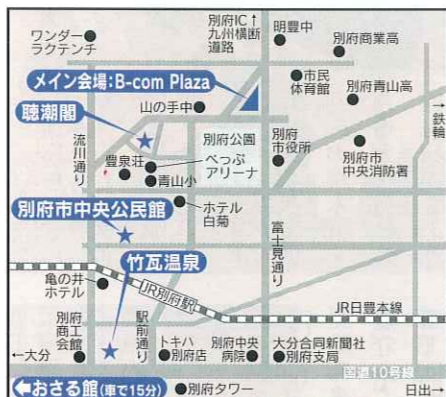 ワンダー
ラクテンチ
別府IC↑
九州横断
道路
明豊中
別府商業高
メイン会場:B-com Plaza
市民
体育館
山の手中
別府青山高
聴潮閣
鉄
輪
→
流川通り
別府公園
べっぷ
アリーナ
豊泉荘
青山小
別府
市役所
別府市
中央消防署
ホテル
白菊
別府市中央公民館
富士見通り
竹瓦温泉
亀の井
ホテル
JR別府駅
JR日豊本線
別府
商工
会館
駅前通り
トキハ
別府店
別府中央
病院
大分合同新聞社
別府支局
←大分
国道10号線
←おさる館(車で15分)
別府タワー
日出→